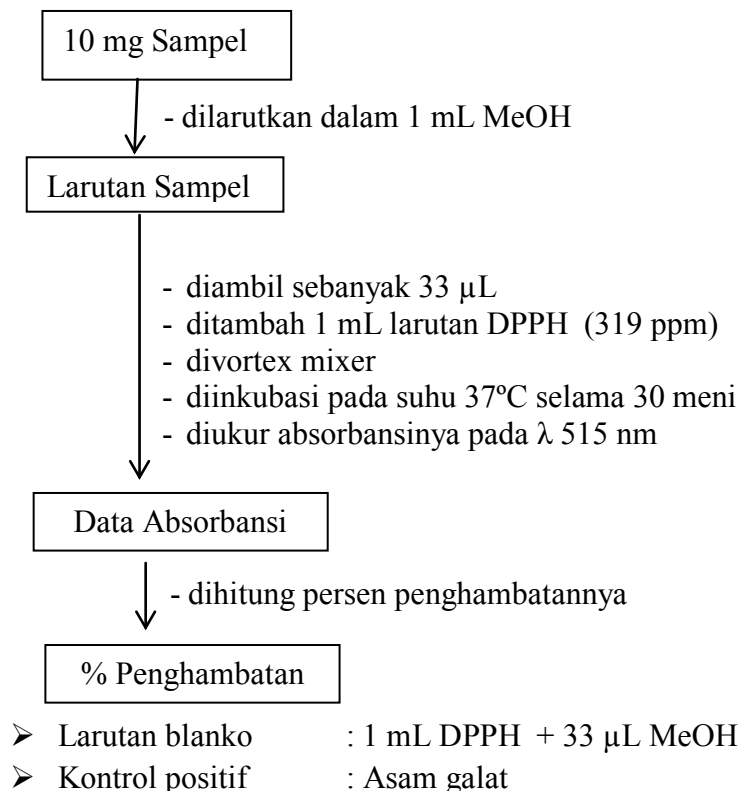 10 mg Sampel
- dilarutkan dalam 1 mL MeOH
Larutan Sampel
- diambil sebanyak 33 µL
- ditambah 1 mL larutan DPPH (319 ppm)
- divortex mixer
- diinkubasi pada suhu 37ºC selama 30 meni
- diukur absorbansinya pada λ 515 nm
Data Absorbansi
- dihitung persen penghambatannya
% Penghambatan
➢ Larutan blanko : 1 mL DPPH + 33 µL MeOH
➢ Kontrol positif : Asam galat